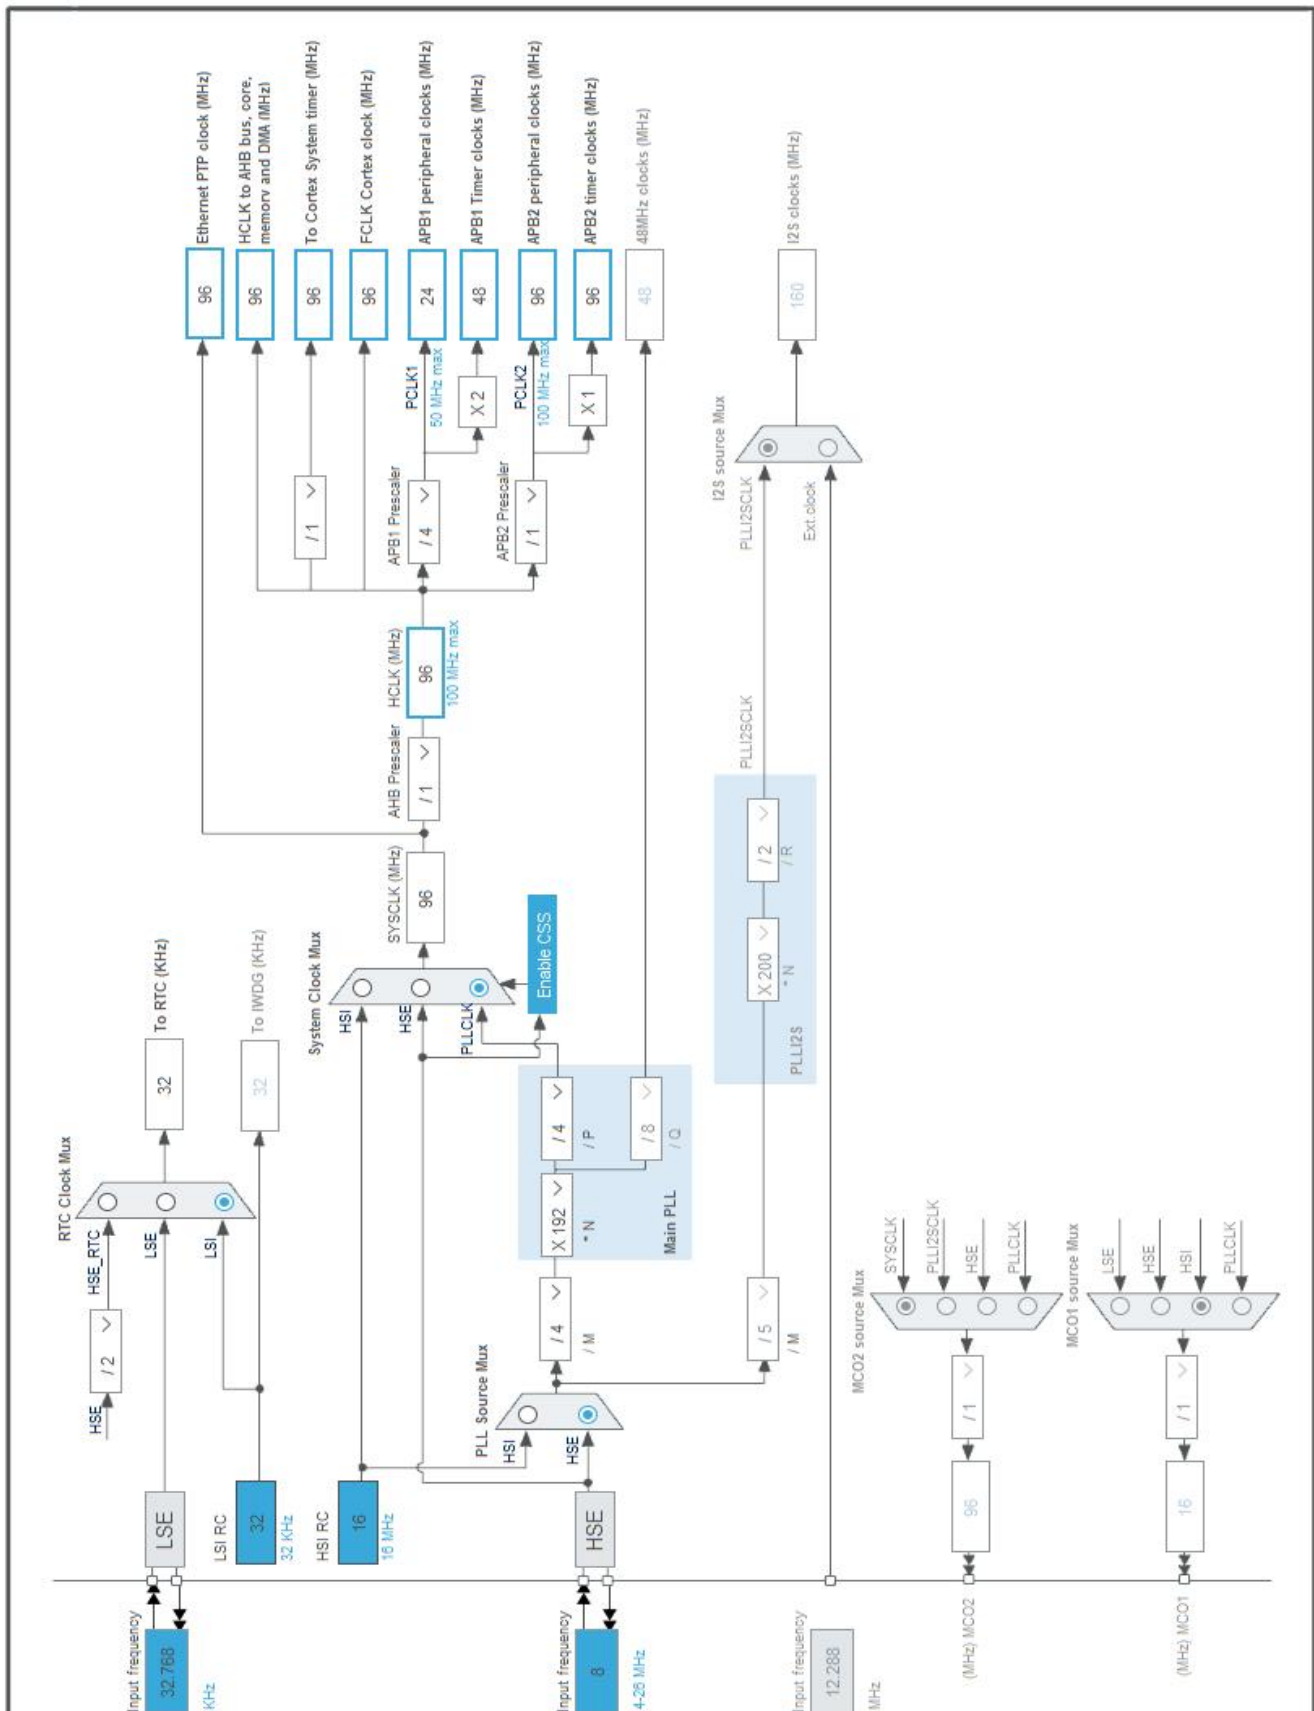 Input frequency
32.768
KHz
LSE
HSE
/ 2
HSE_RTC
LSE
LSI
RTC Clock Mux
32
To RTC (KHz)
LSI RC
32
32 KHz
32
To IWDG (KHz)
HSI RC
16
16 MHz
Input frequency
8
4-26 MHz
HSE
PLL Source Mux
HSI
HSE
/ 4
/ M
X 192
* N
/ 4
/ P
/ 8
/ Q
Main PLL
System Clock Mux
HSI
HSE
PLLCLK
Enable CSS
SYSCLK (MHz)
96
AHB Prescaler
/ 1
HCLK (MHz)
96
100 MHz max
/ 1
APB1 Prescaler
/ 4
PCLK1
50 MHz max
X 2
APB2 Prescaler
/ 1
PCLK2
100 MHz max
X 1
96
Ethernet PTP clock (MHz)
96
HCLK to AHB bus, core,
memory and DMA (MHz)
96
To Cortex System timer (MHz)
96
FCLK Cortex clock (MHz)
24
APB1 peripheral clocks (MHz)
48
APB1 Timer clocks (MHz)
96
APB2 peripheral clocks (MHz)
96
APB2 timer clocks (MHz)
48
48MHz clocks (MHz)
/ 5
/ M
X 200
* N
/ 2
/ R
PLLI2S
PLLI2SCLK
PLLI2SCLK
I2S source Mux
Ext.clock
160
I2S clocks (MHz)
Input frequency
12.288
MHz
MCO2 source Mux
SYSCLK
PLLI2SCLK
HSE
PLLCLK
/ 1
96
(MHz) MCO2
MCO1 source Mux
LSE
HSE
HSI
PLLCLK
/ 1
16
(MHz) MCO1